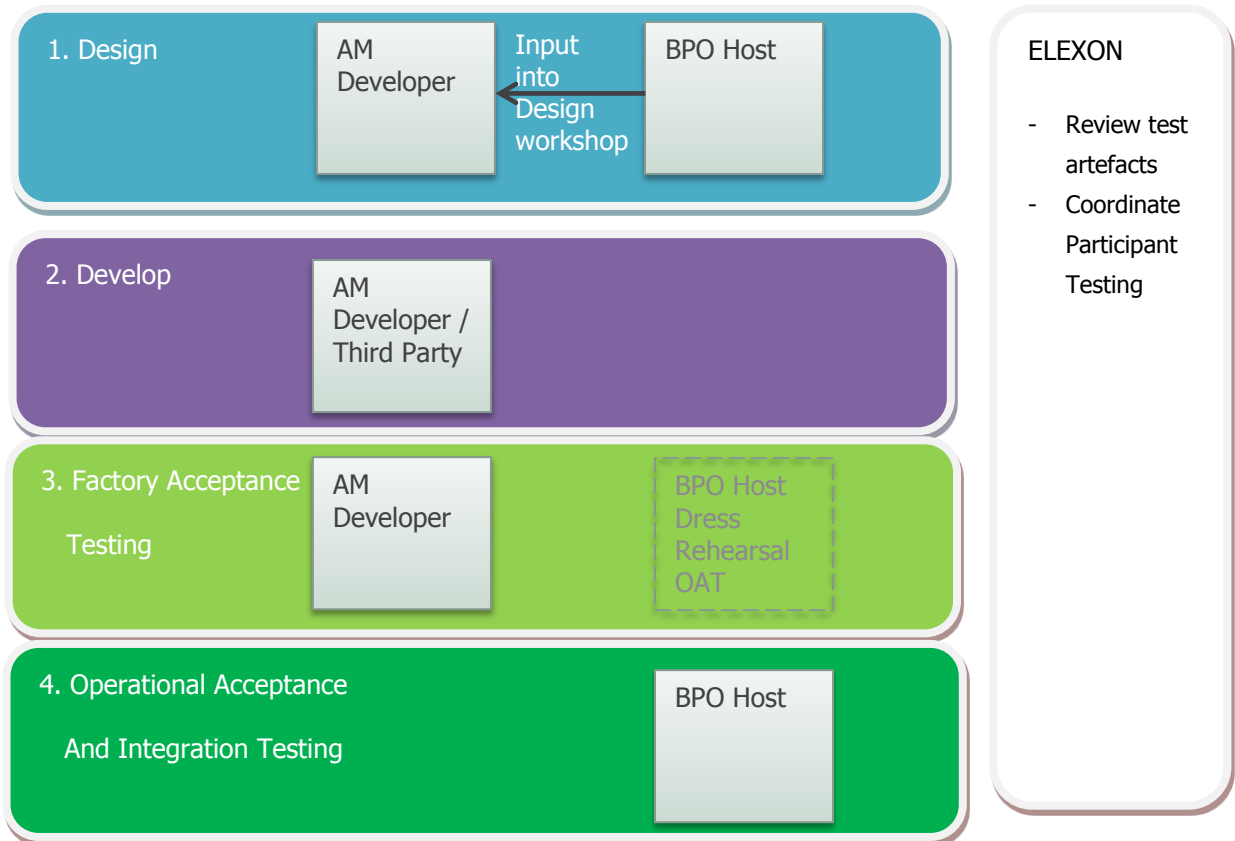 1. Design
AM
Developer
Input
into
Design
workshop
BPO Host
2. Develop
AM
Developer /
Third Party
3. Factory Acceptance
Testing
AM
Developer
BPO Host
Dress
Rehearsal
OAT
4. Operational Acceptance
And Integration Testing
BPO Host
ELEXON
- Review test
artefacts
- Coordinate
Participant
Testing